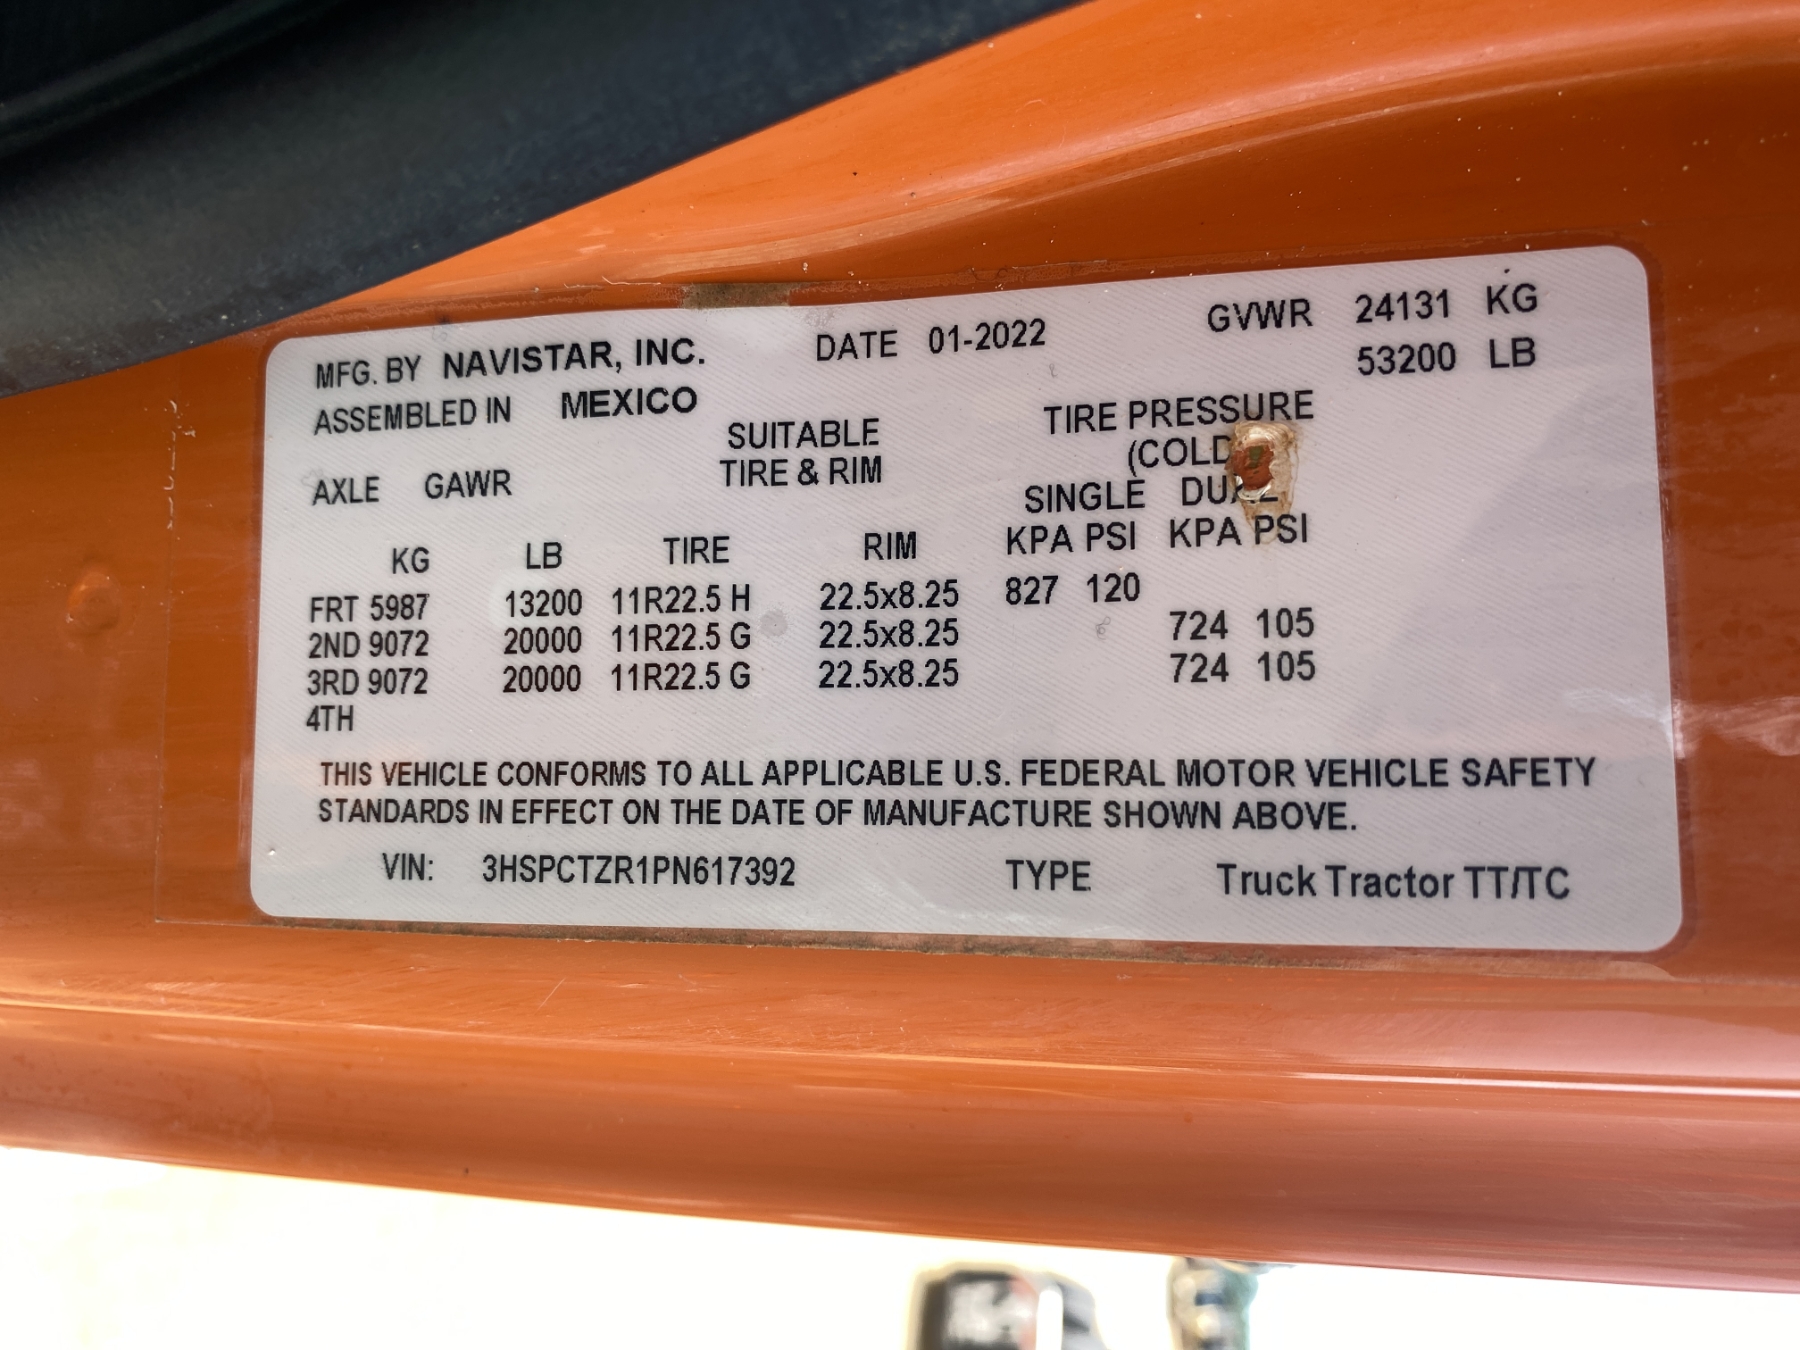 MFG. BY NAVISTAR, INC. DATE 01-2022 GVWR 24131 KG
53200 LB
ASSEMBLED IN MEXICO
SUITABLE TIRE PRESSURE
TIRE & RIM (COLD
AXLE GAWR SINGLE DUAL
KG LB TIRE RIM KPA PSI KPA PSI
FRT 5987 13200 11R22.5 H 22.5x8.25 827 120
2ND 9072 20000 11R22.5 G 22.5x8.25 724 105
3RD 9072 20000 11R22.5 G 22.5x8.25 724 105
4TH
THIS VEHICLE CONFORMS TO ALL APPLICABLE U.S. FEDERAL MOTOR VEHICLE SAFETY
STANDARDS IN EFFECT ON THE DATE OF MANUFACTURE SHOWN ABOVE.
VIN: 3HSPCTZR1PN617392 TYPE Truck Tractor TT/TC